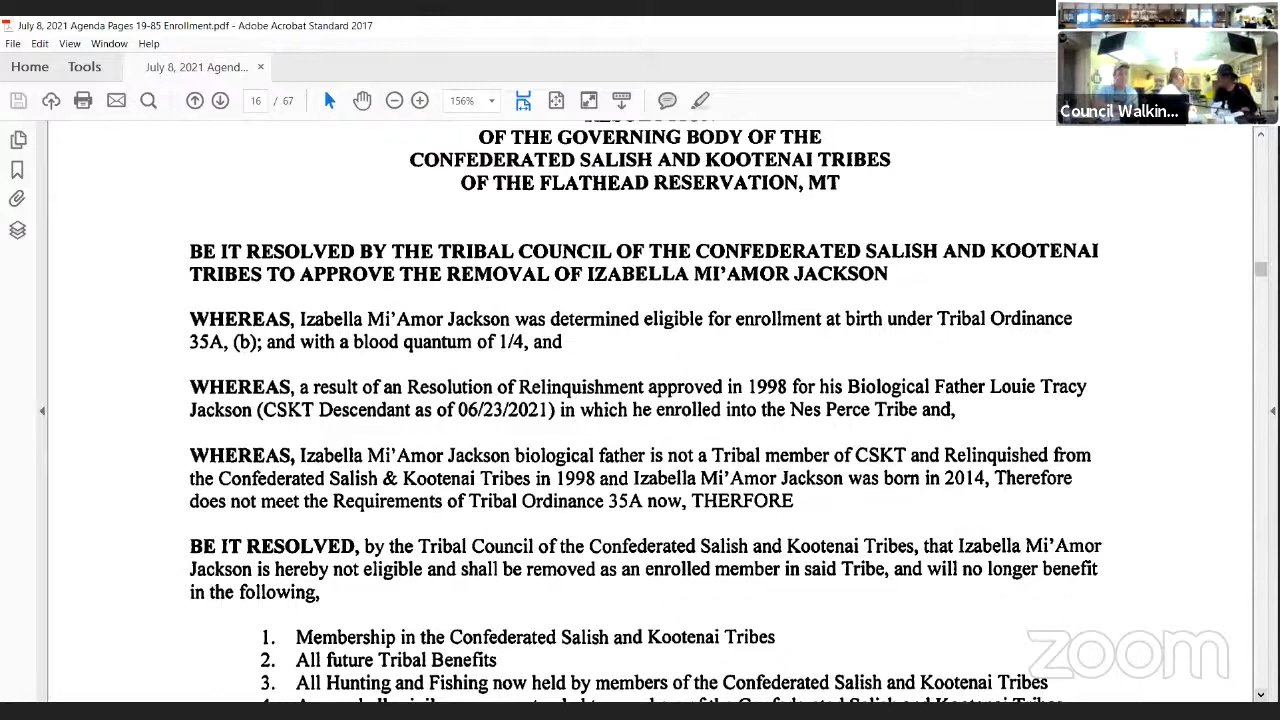 July 8, 2021 Agenda Pages 19-85 Enrollment.pdf - Adobe Acrobat Standard 2017
File Edit View Window Help
Home Tools July 8, 2021 Agend... ×
16 / 67 156%
Council Walkin...
OF THE GOVERNING BODY OF THE
CONFEDERATED SALISH AND KOOTENAI TRIBES
OF THE FLATHEAD RESERVATION, MT
BE IT RESOLVED BY THE TRIBAL COUNCIL OF THE CONFEDERATED SALISH AND KOOTENAI
TRIBES TO APPROVE THE REMOVAL OF IZABELLA MI'AMOR JACKSON
WHEREAS, Izabella Mi'Amor Jackson was determined eligible for enrollment at birth under Tribal Ordinance
35A, (b); and with a blood quantum of 1/4, and
WHEREAS, a result of an Resolution of Relinquishment approved in 1998 for his Biological Father Louie Tracy
Jackson (CSKT Descendant as of 06/23/2021) in which he enrolled into the Nes Perce Tribe and,
WHEREAS, Izabella Mi'Amor Jackson biological father is not a Tribal member of CSKT and Relinquished from
the Confederated Salish & Kootenai Tribes in 1998 and Izabella Mi'Amor Jackson was born in 2014, Therefore
does not meet the Requirements of Tribal Ordinance 35A now, THERFORE
BE IT RESOLVED, by the Tribal Council of the Confederated Salish and Kootenai Tribes, that Izabella Mi'Amor
Jackson is hereby not eligible and shall be removed as an enrolled member in said Tribe, and will no longer benefit
in the following,
1. Membership in the Confederated Salish and Kootenai Tribes
2. All future Tribal Benefits
3. All Hunting and Fishing now held by members of the Confederated Salish and Kootenai Tribes
zoom